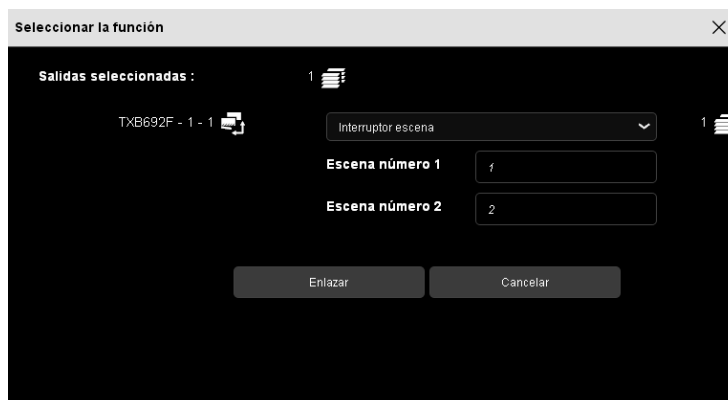 Seleccionar la función
Salidas seleccionadas : 1
TXB692F - 1 - 1 Interruptor escena 1
Escena número 1 1
Escena número 2 2
Enlazar Cancelar